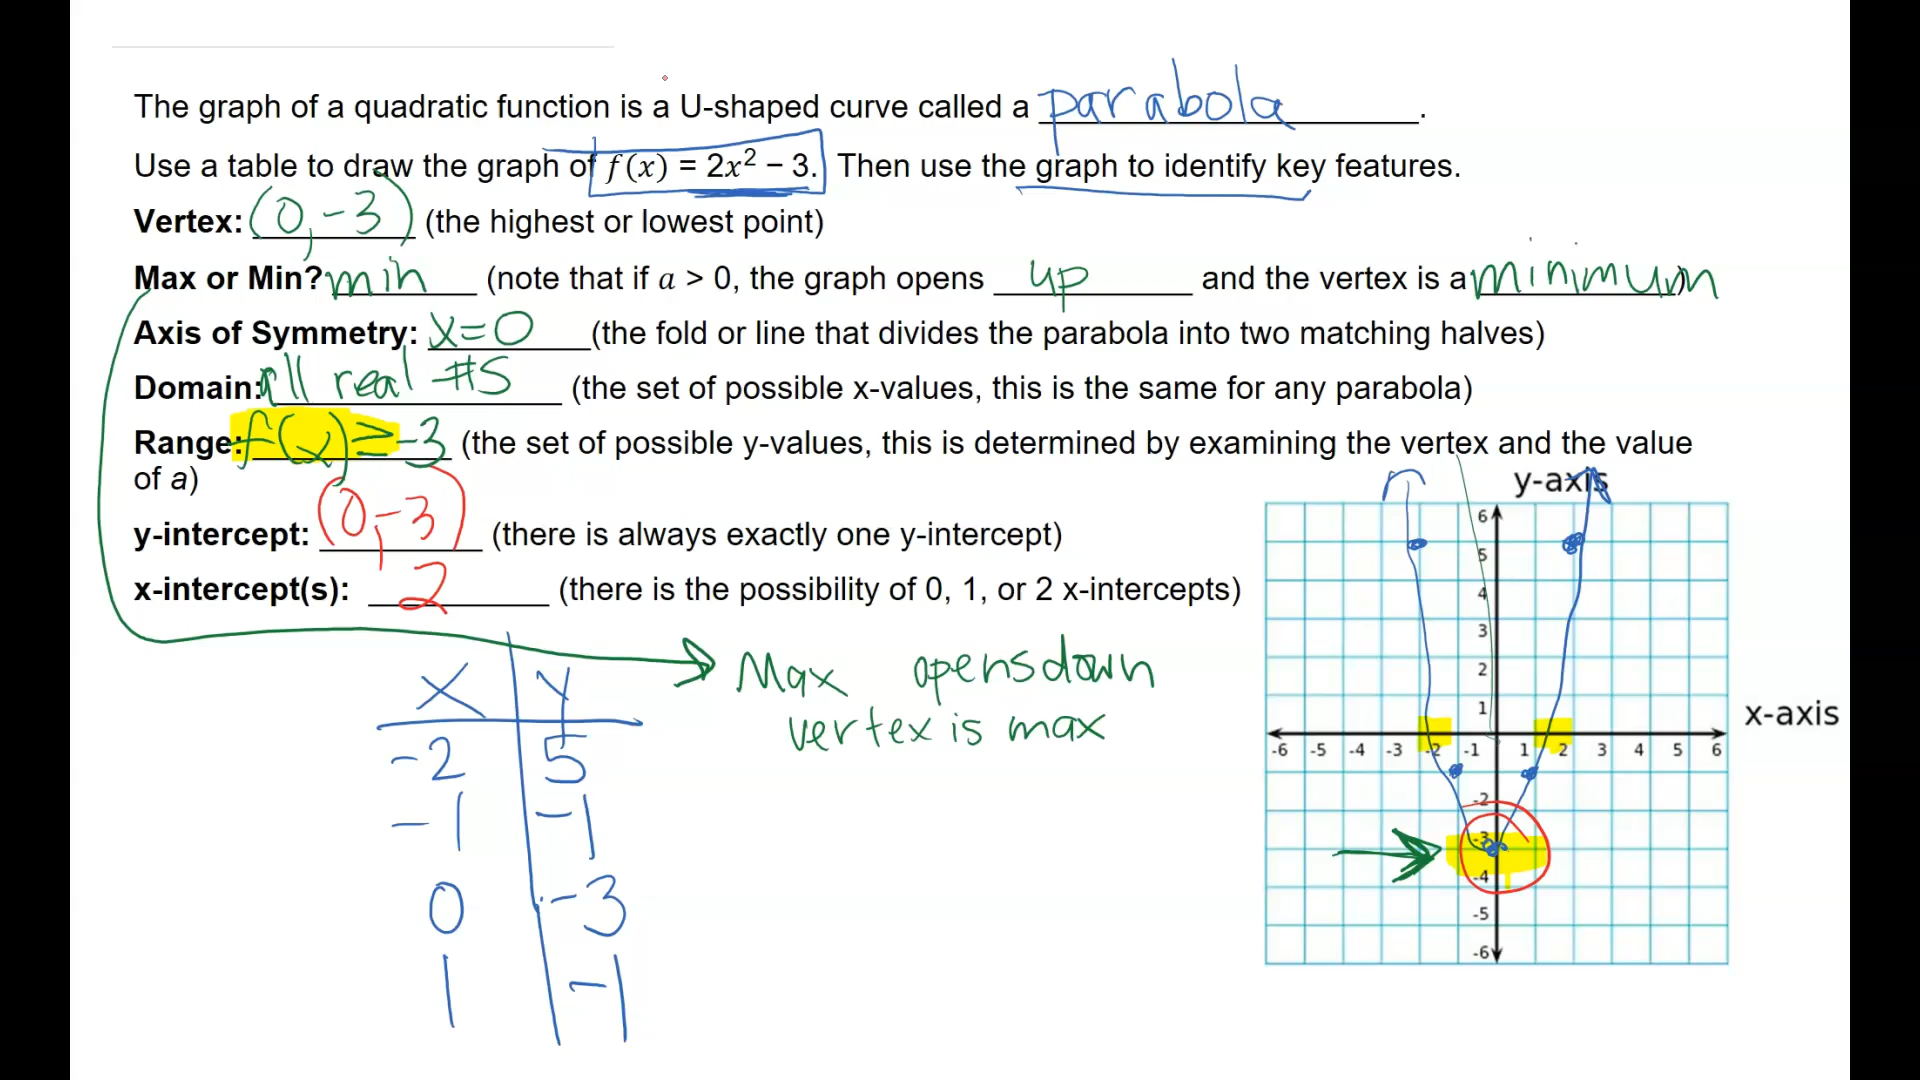 The graph of a quadratic function is a U-shaped curve called a parabola.
Use a table to draw the graph of f(x) = 2x² − 3. Then use the graph to identify key features.
Vertex: (0, -3) (the highest or lowest point)
Max or Min? min (note that if a > 0, the graph opens up and the vertex is a minimum)
Axis of Symmetry: x=0 (the fold or line that divides the parabola into two matching halves)
Domain: all real #s (the set of possible x-values, this is the same for any parabola)
Range: f(x) ≥ -3 (the set of possible y-values, this is determined by examining the vertex and the value
of a)
y-intercept: (0, -3) (there is always exactly one y-intercept)
x-intercept(s): 2 (there is the possibility of 0, 1, or 2 x-intercepts)
Max opens down
vertex is max
X Y
-2 5
-1 -1
0 -3
1 -1
y-axis
6
5
4
3
2
1
x-axis
-6 -5 -4 -3 -2 -1 1 2 3 4 5 6
-2
-3
-4
-5
-6